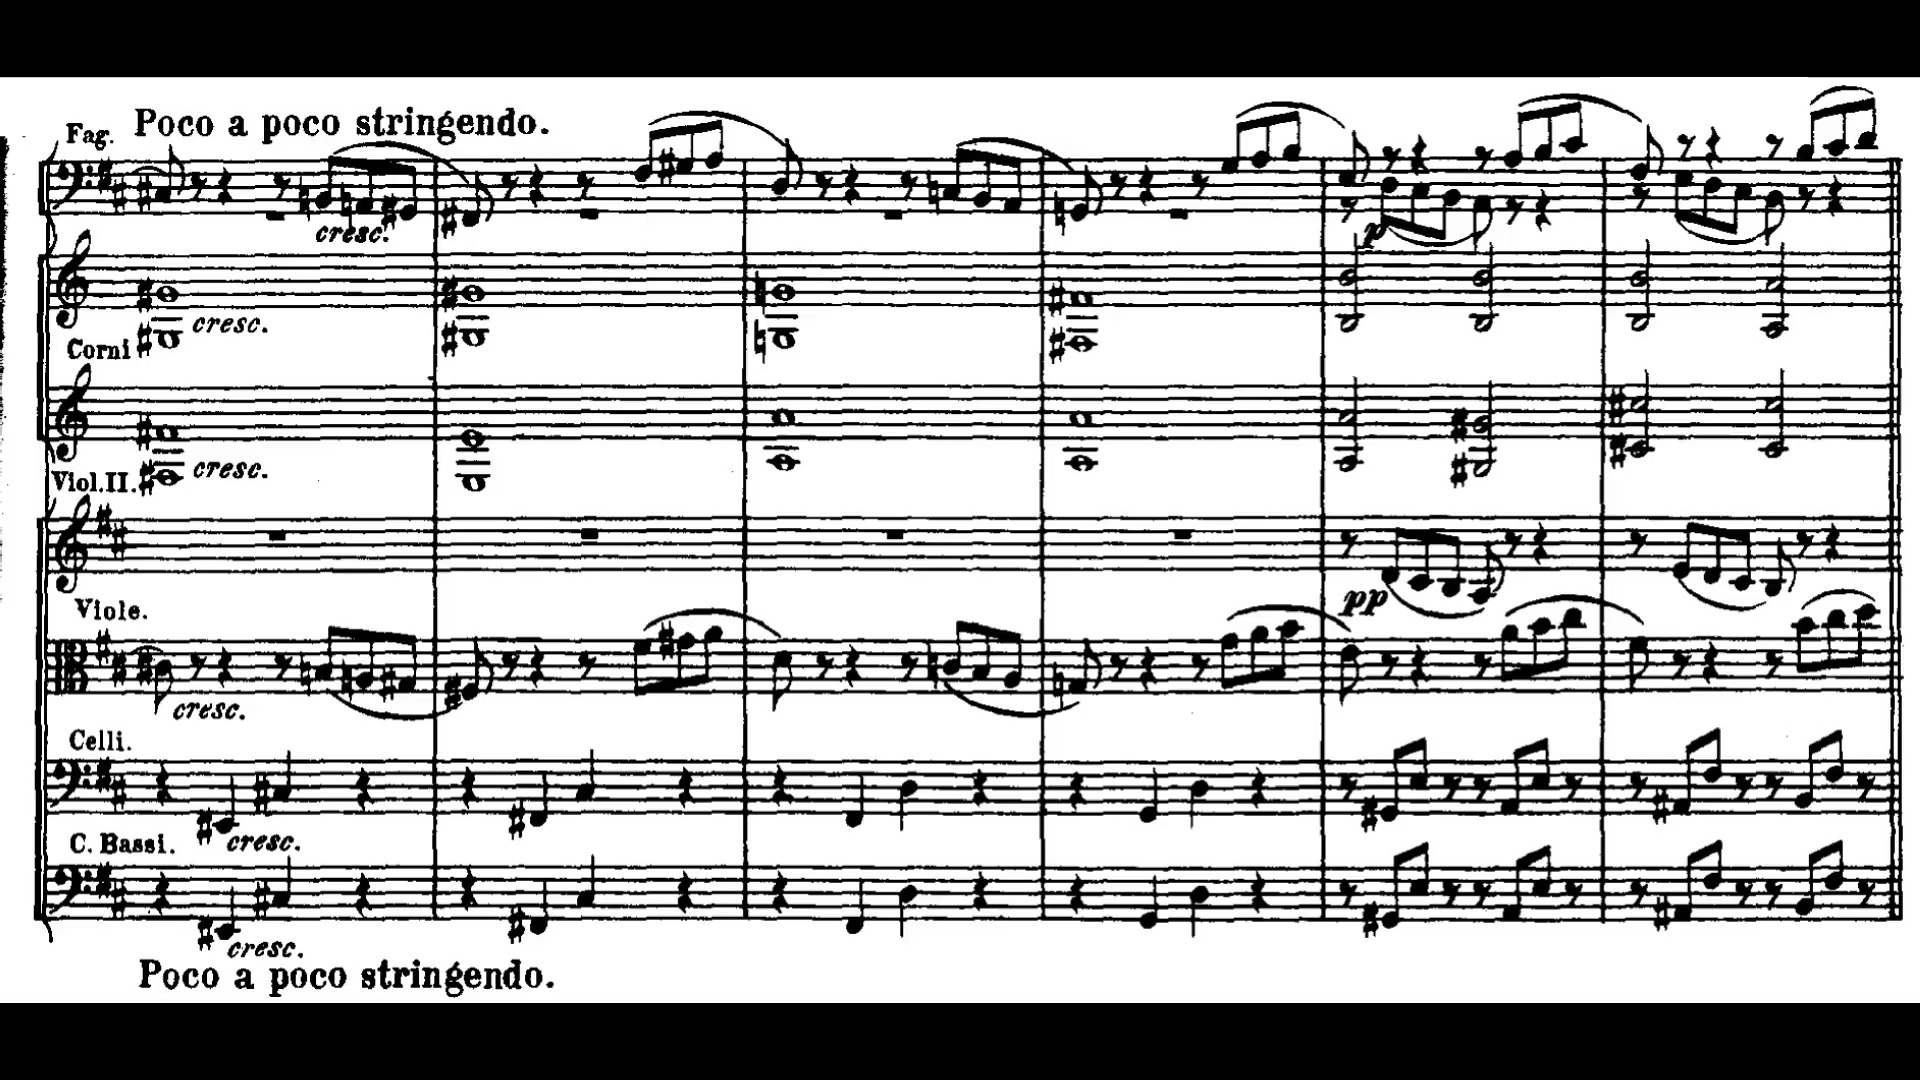 Fag. Poco a poco stringendo.
cresc.
p
cresc.
Corni
cresc.
Viol.II.
pp
Viole.
cresc.
Celli.
cresc.
C. Bassi.
cresc.
Poco a poco stringendo.